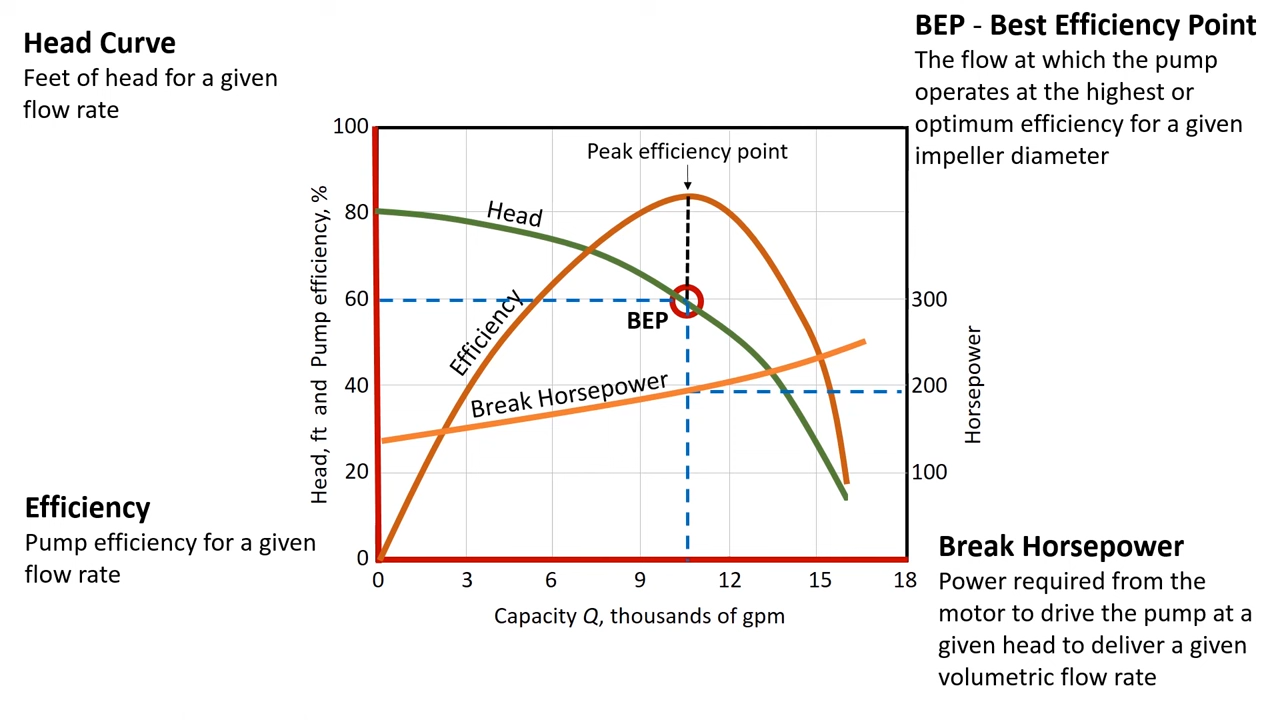 Head Curve
Feet of head for a given
flow rate
BEP - Best Efficiency Point
The flow at which the pump
operates at the highest or
optimum efficiency for a given
impeller diameter
100
80
60
40
20
0
Head, ft and Pump efficiency, %
Peak efficiency point
Head
Efficiency
BEP
Break Horsepower
300
200
100
Horsepower
0 3 6 9 12 15 18
Capacity Q, thousands of gpm
Efficiency
Pump efficiency for a given
flow rate
Break Horsepower
Power required from the
motor to drive the pump at a
given head to deliver a given
volumetric flow rate